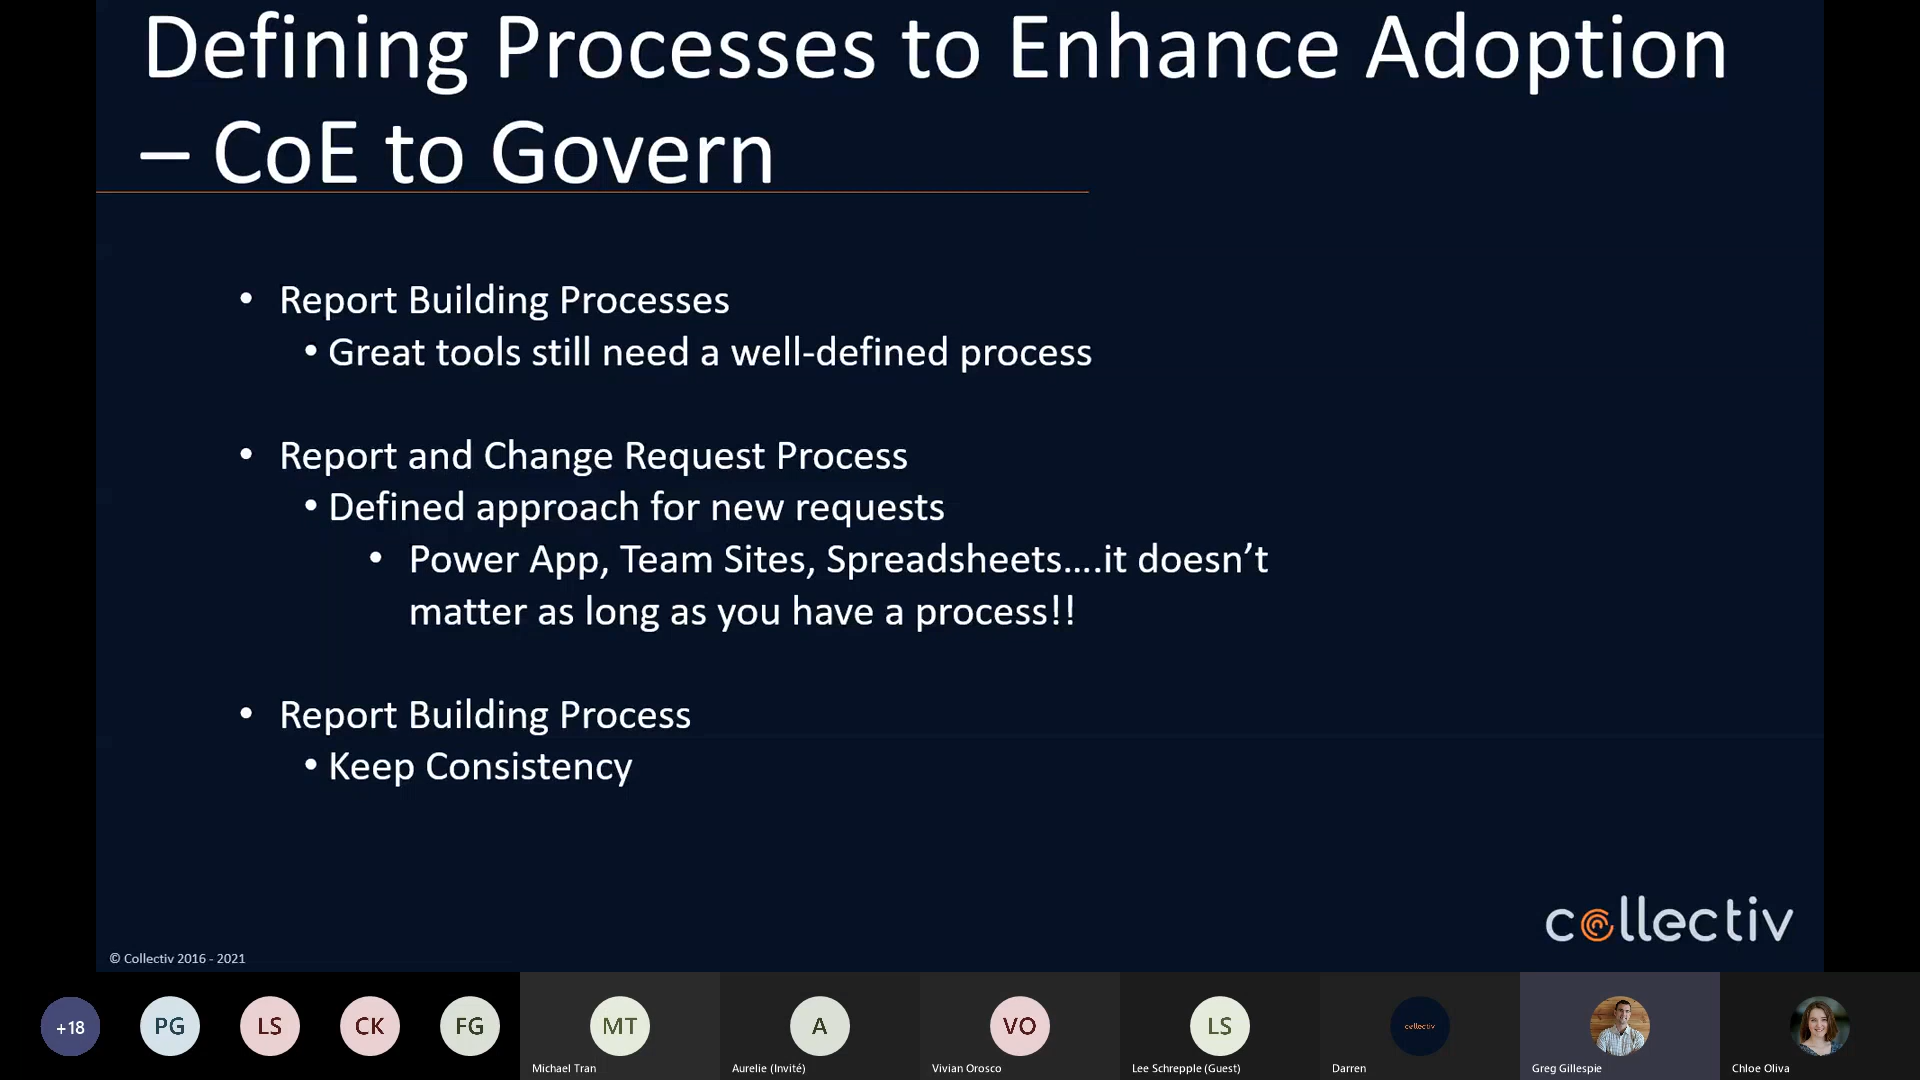 Defining Processes to Enhance Adoption
– CoE to Govern
• Report Building Processes
• Great tools still need a well-defined process
• Report and Change Request Process
• Defined approach for new requests
• Power App, Team Sites, Spreadsheets....it doesn’t
matter as long as you have a process!!
• Report Building Process
• Keep Consistency
collectiv
© Collectiv 2016 - 2021
+18
PG
LS
CK
FG
MT
A
VO
LS
collectiv
Michael Tran
Aurelie (Invité)
Vivian Orosco
Lee Schrepple (Guest)
Darren
Greg Gillespie
Chloe Oliva